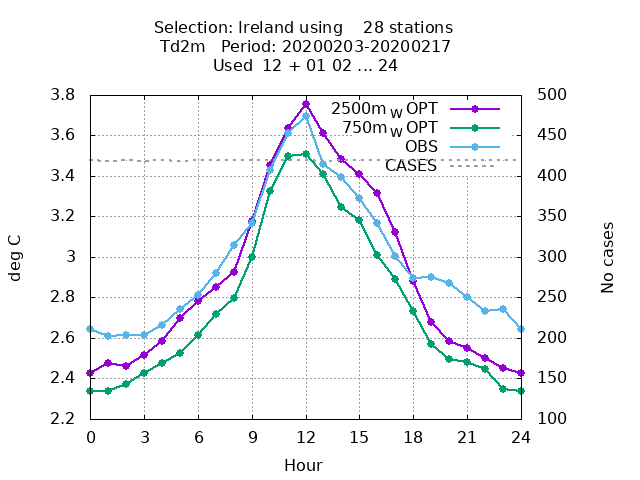 Selection: Ireland using    28 stations
Td2m   Period: 20200203-20200217
Used  12 + 01 02 ... 24
3.8
3.6
3.4
3.2
3
2.8
2.6
2.4
2.2
deg C
500
450
400
350
300
250
200
150
100
No cases
2500m W OPT
750m W OPT
OBS
CASES
0 3 6 9 12 15 18 21 24
Hour